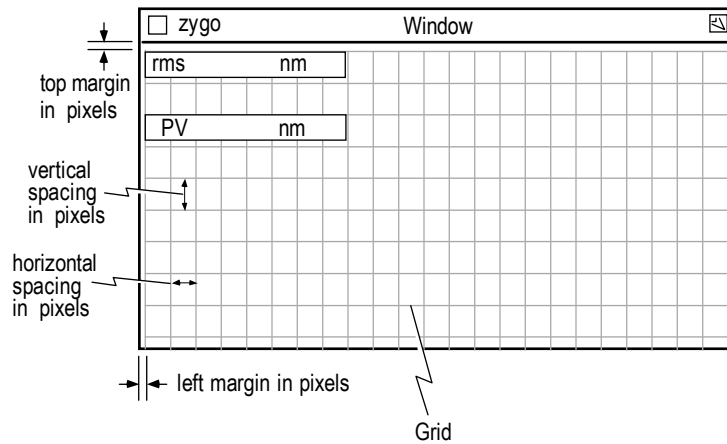 zygo Window
top margin
in pixels
rms nm
PV nm
vertical
spacing
in pixels
horizontal
spacing
in pixels
left margin in pixels
Grid